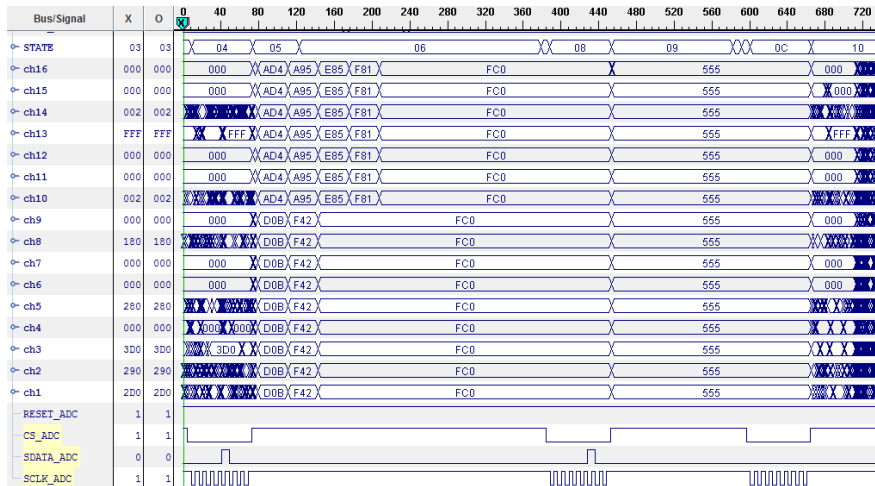 Bus/Signal X O 0 40 80 120 160 200 240 280 320 360 400 440 480 520 560 600 640 680 720
X
STATE 03 03 04 05 06 08 09 0C 10
ch16 000 000 000 AD4 A95 E85 F81 FC0 555 000
ch15 000 000 000 AD4 A95 E85 F81 FC0 555 000
ch14 002 002 AD4 A95 E85 F81 FC0 555
ch13 FFF FFF FFF AD4 A95 E85 F81 FC0 555 FFF
ch12 000 000 000 AD4 A95 E85 F81 FC0 555 000
ch11 000 000 000 AD4 A95 E85 F81 FC0 555 000
ch10 002 002 AD4 A95 E85 F81 FC0 555
ch9 000 000 000 D0B F42 FC0 555 000
ch8 180 180 D0B F42 FC0 555
ch7 000 000 000 D0B F42 FC0 555 000
ch6 000 000 000 D0B F42 FC0 555 000
ch5 280 280 D0B F42 FC0 555
ch4 000 000 000 000 D0B F42 FC0 555
ch3 3D0 3D0 3D0 D0B F42 FC0 555
ch2 290 290 D0B F42 FC0 555
ch1 2D0 2D0 D0B F42 FC0 555
RESET_ADC 1 1
CS_ADC 1 1
SDATA_ADC 0 0
SCLK_ADC 1 1